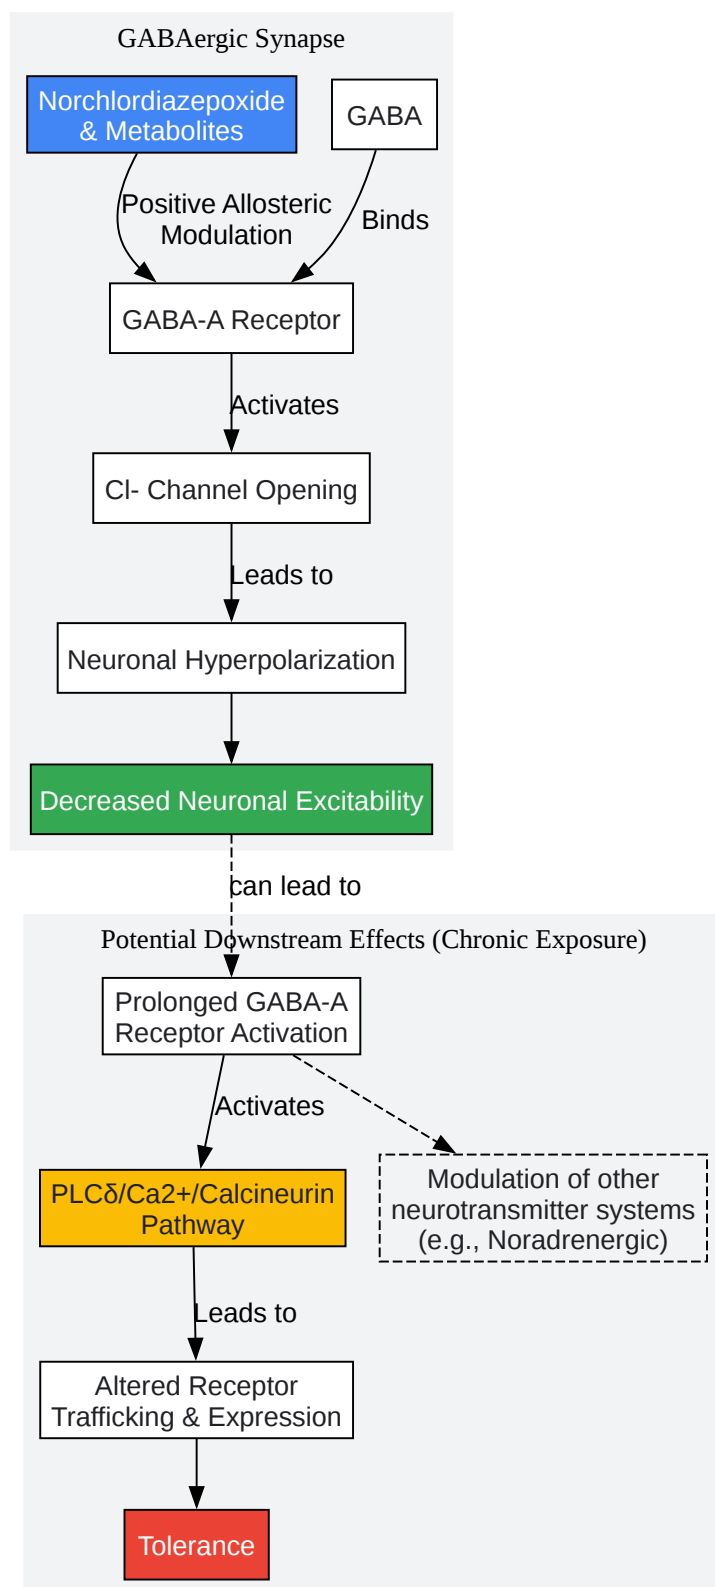 GABAergic Synapse
Norchlordiazepoxide
& Metabolites
GABA
Positive Allosteric
Modulation
Binds
GABA-A Receptor
Activates
Cl- Channel Opening
Leads to
Neuronal Hyperpolarization
Decreased Neuronal Excitability
can lead to
Potential Downstream Effects (Chronic Exposure)
Prolonged GABA-A
Receptor Activation
Activates
PLCδ/Ca2+/Calcineurin
Pathway
Modulation of other
neurotransmitter systems
(e.g., Noradrenergic)
Leads to
Altered Receptor
Trafficking & Expression
Tolerance